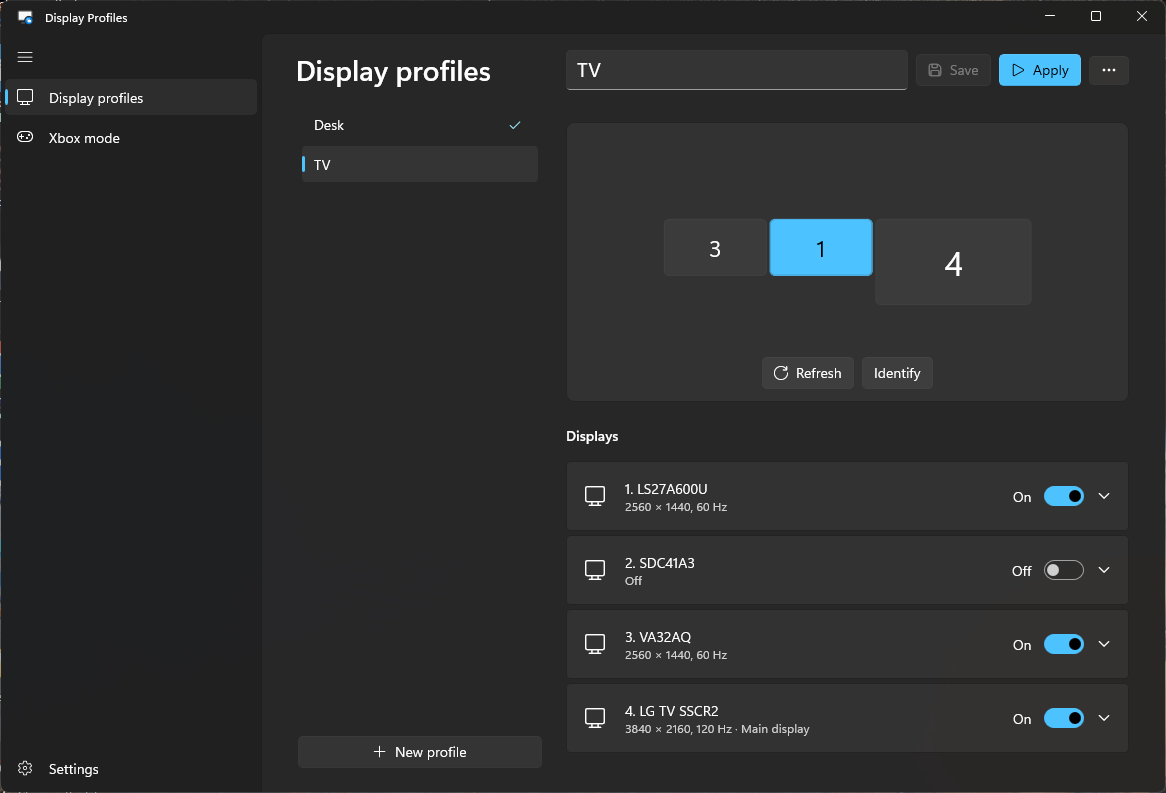 Display Profiles
Display profiles
Xbox mode
Settings
Display profiles
Desk
TV
New profile
TV
Save
Apply
3
1
4
Refresh
Identify
Displays
1. LS27A600U
2560 × 1440, 60 Hz
On
2. SDC41A3
Off
Off
3. VA32AQ
2560 × 1440, 60 Hz
On
4. LG TV SSCR2
3840 × 2160, 120 Hz · Main display
On